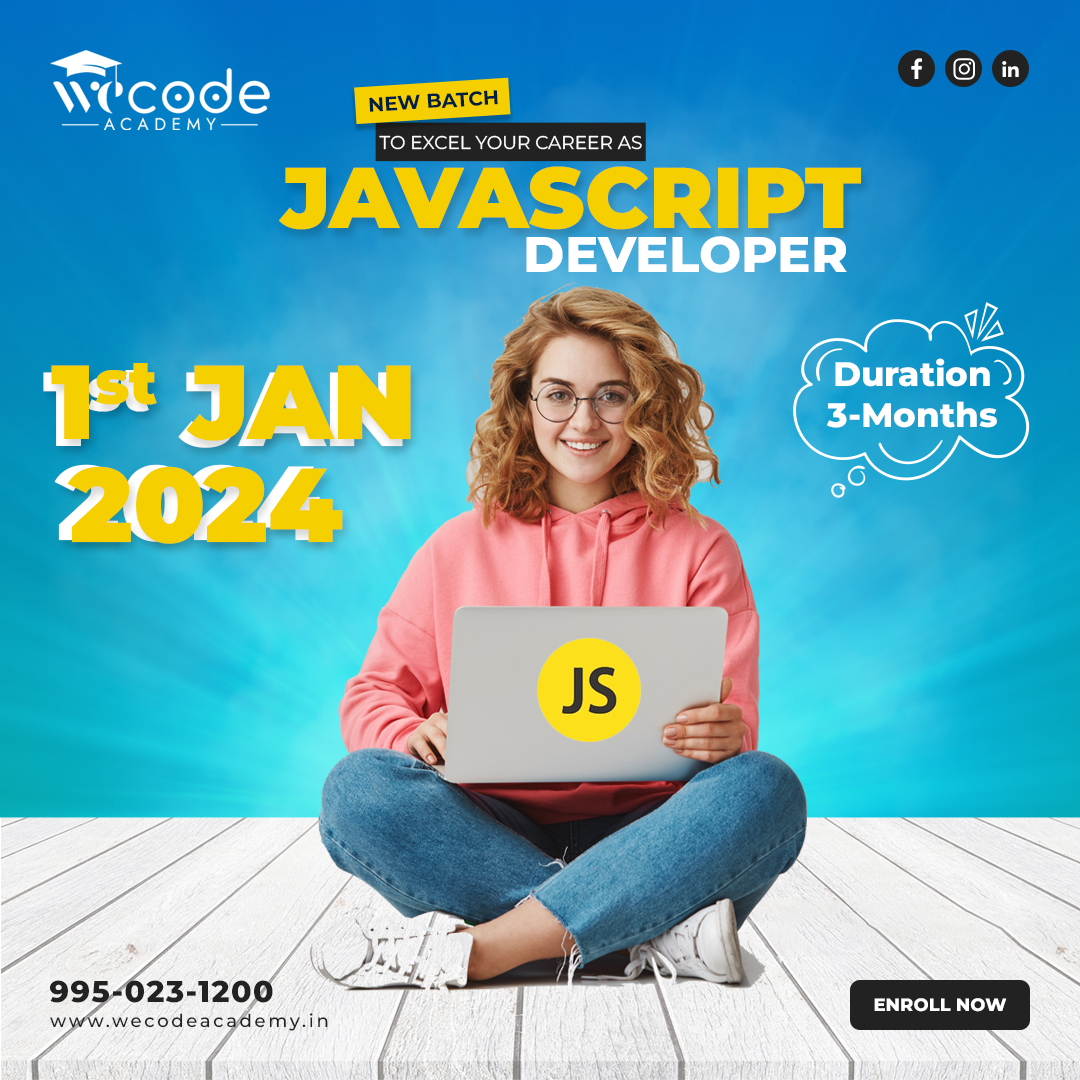 wecode
ACADEMY
NEW BATCH
TO EXCEL YOUR CAREER AS
JAVASCRIPT
DEVELOPER
1st JAN
2024
Duration
3-Months
JS
995-023-1200
www.wecodeacademy.in
ENROLL NOW